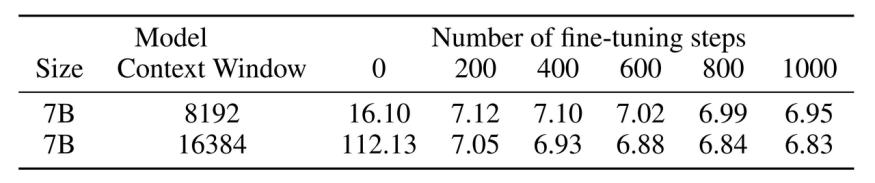 Model Number of fine-tuning steps
Size Context Window 0 200 400 600 800 1000
7B 8192 16.10 7.12 7.10 7.02 6.99 6.95
7B 16384 112.13 7.05 6.93 6.88 6.84 6.83